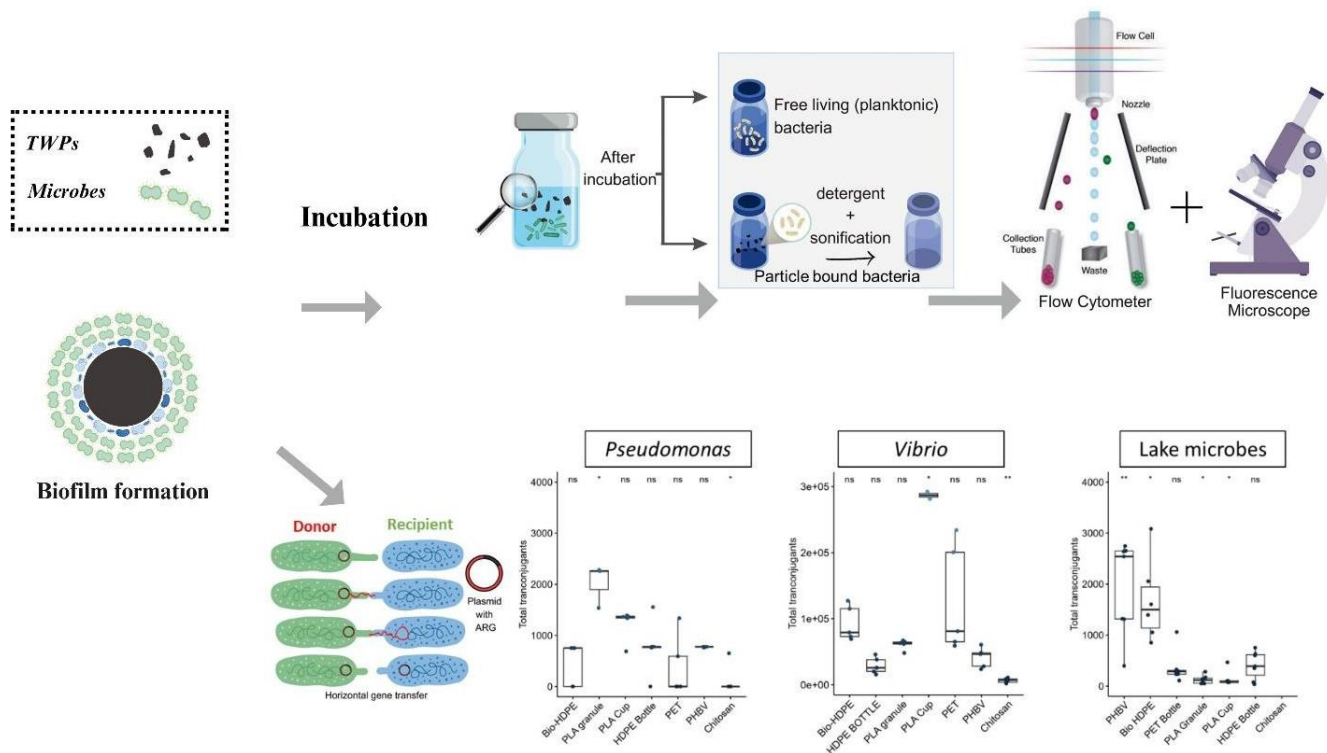 TWPs
Microbes
Biofilm formation
Incubation
After
incubation
Free living (planktonic)
bacteria
detergent
+
sonification
Particle bound bacteria
Flow Cell
Nozzle
Deflection
Plate
Collection
Tubes
Waste
Flow Cytometer
+
Fluorescence
Microscope
Donor
Recipient
Plasmid
with
ARG
Horizontal gene transfer
Pseudomonas
ns * ns ns ns ns *
Total tranconjugants
4000
3000
2000
1000
0
Bio-HDPE
PLA granule
PLA Cup
HDPE Bottle
PET
PHBV
Chitosan
Vibrio
ns ns ns * ns ns **
Total tranconjugants
3e+05
2e+05
1e+05
0e+00
Bio-HDPE
HDPE BOTTLE
PLA granule
PLA Cup
PET
PHBV
Chitosan
Lake microbes
** * ns * * ns
Total transconjugants
4000
3000
2000
1000
0
PHBV
Bio HDPE
PET Bottle
PLA Granule
PLA Cup
HDPE Bottle
Chitosan